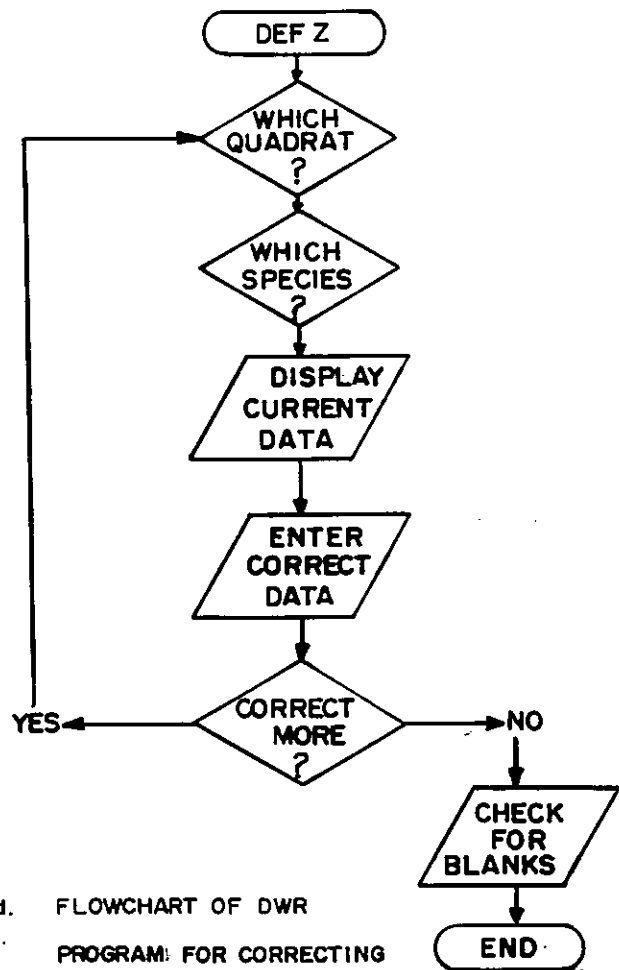 DEF Z
WHICH
QUADRAT
?
WHICH
SPECIES
?
DISPLAY
CURRENT
DATA
ENTER
CORRECT
DATA
CORRECT
MORE
?
YES
NO
CHECK
FOR
BLANKS
END
d. FLOWCHART OF DWR
PROGRAM FOR CORRECTING